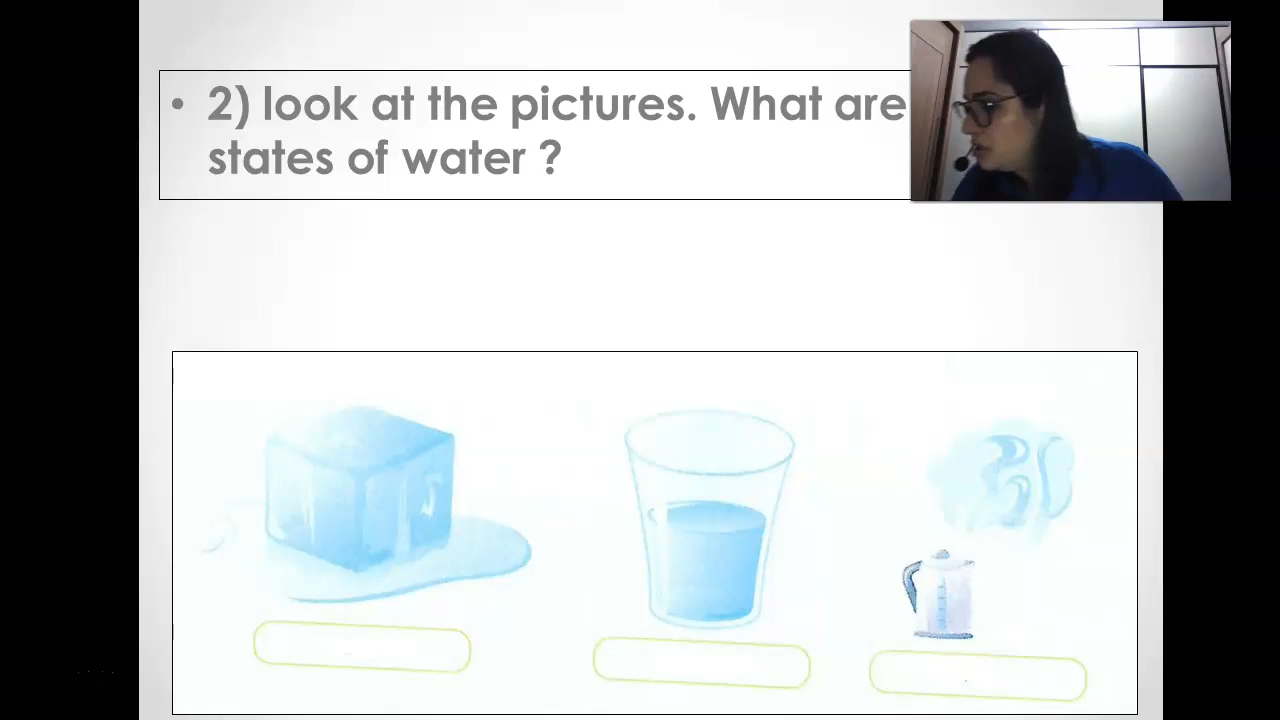 • 2) look at the pictures. What are
states of water ?